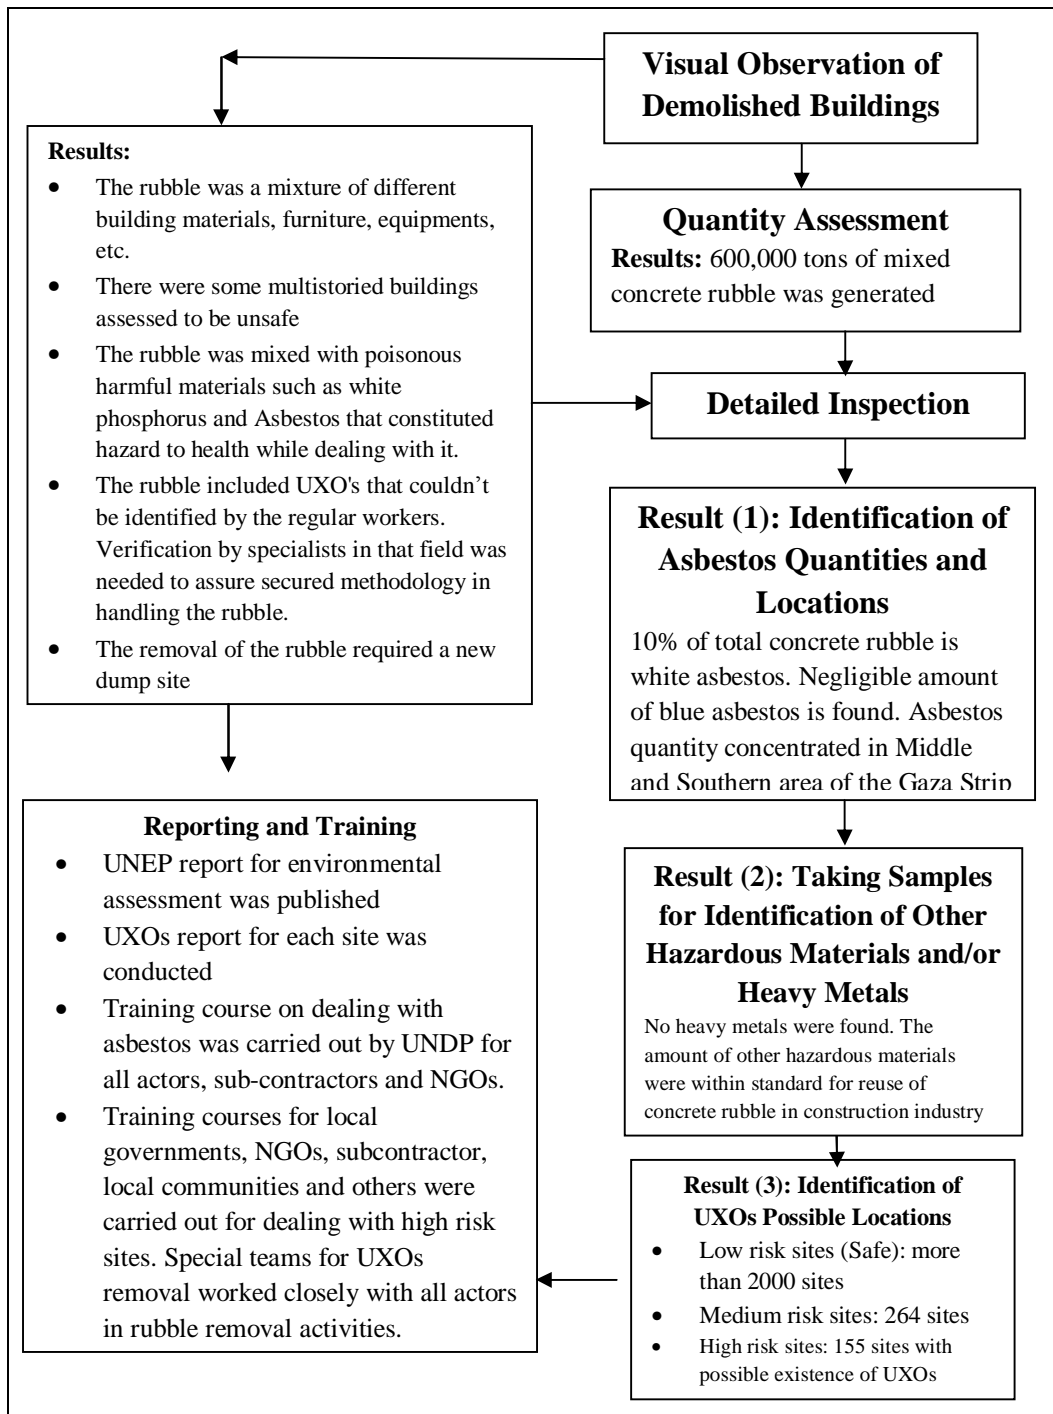 Visual Observation of
Demolished Buildings
Results:
• The rubble was a mixture of different
building materials, furniture, equipments,
etc.
• There were some multistoried buildings
assessed to be unsafe
• The rubble was mixed with poisonous
harmful materials such as white
phosphorus and Asbestos that constituted
hazard to health while dealing with it.
• The rubble included UXO's that couldn’t
be identified by the regular workers.
Verification by specialists in that field was
needed to assure secured methodology in
handling the rubble.
• The removal of the rubble required a new
dump site
Quantity Assessment
Results: 600,000 tons of mixed
concrete rubble was generated
Detailed Inspection
Result (1): Identification of
Asbestos Quantities and
Locations
10% of total concrete rubble is
white asbestos. Negligible amount
of blue asbestos is found. Asbestos
quantity concentrated in Middle
and Southern area of the Gaza Strip
Result (2): Taking Samples
for Identification of Other
Hazardous Materials and/or
Heavy Metals
No heavy metals were found. The
amount of other hazardous materials
were within standard for reuse of
concrete rubble in construction industry
Result (3): Identification of
UXOs Possible Locations
• Low risk sites (Safe): more
than 2000 sites
• Medium risk sites: 264 sites
• High risk sites: 155 sites with
possible existence of UXOs
Reporting and Training
• UNEP report for environmental
assessment was published
• UXOs report for each site was
conducted
• Training course on dealing with
asbestos was carried out by UNDP for
all actors, sub-contractors and NGOs.
• Training courses for local
governments, NGOs, subcontractor,
local communities and others were
carried out for dealing with high risk
sites. Special teams for UXOs
removal worked closely with all actors
in rubble removal activities.